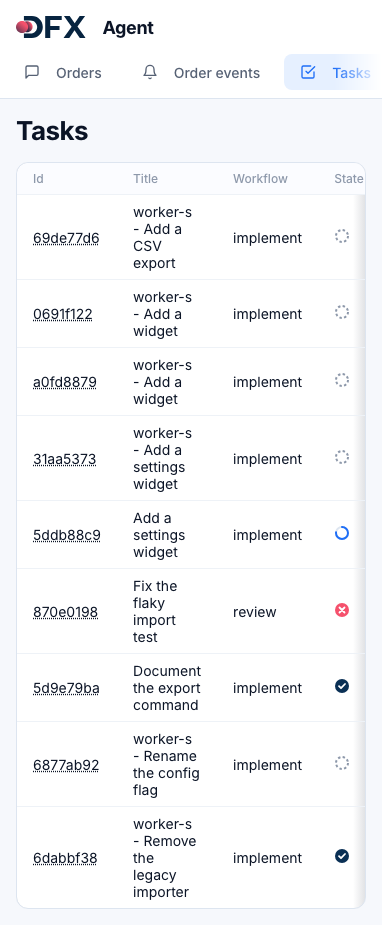 DFX Agent
Orders Order events Tasks
Tasks
Id Title Workflow State
69de77d6 worker-s - Add a CSV export implement
0691f122 worker-s - Add a widget implement
a0fd8879 worker-s - Add a widget implement
31aa5373 worker-s - Add a settings widget implement
5ddb88c9 Add a settings widget implement
870e0198 Fix the flaky import test review
5d9e79ba Document the export command implement
6877ab92 worker-s - Rename the config flag implement
6dabbf38 worker-s - Remove the legacy importer implement